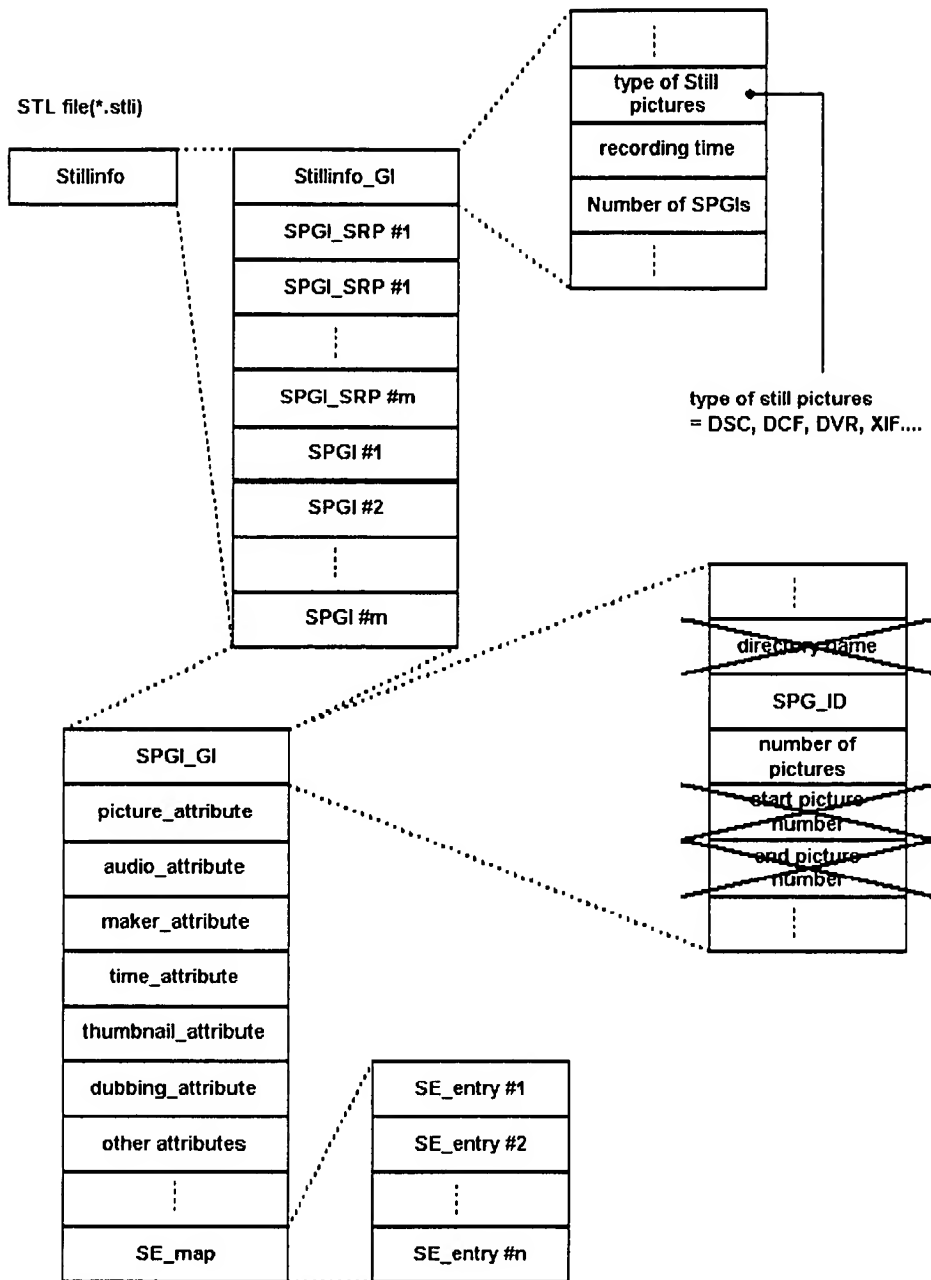 STL file(*.stli)
Stillinfo
Stillinfo_GI
SPGI_SRP #1
SPGI_SRP #1
SPGI_SRP #m
SPGI #1
SPGI #2
SPGI #m
type of Still
pictures
recording time
Number of SPGIs
type of still pictures
= DSC, DCF, DVR, XIF....
directory name
SPG_ID
number of
pictures
start picture
number
end picture
number
SPGI_GI
picture_attribute
audio_attribute
maker_attribute
time_attribute
thumbnail_attribute
dubbing_attribute
other attributes
SE_map
SE_entry #1
SE_entry #2
SE_entry #n